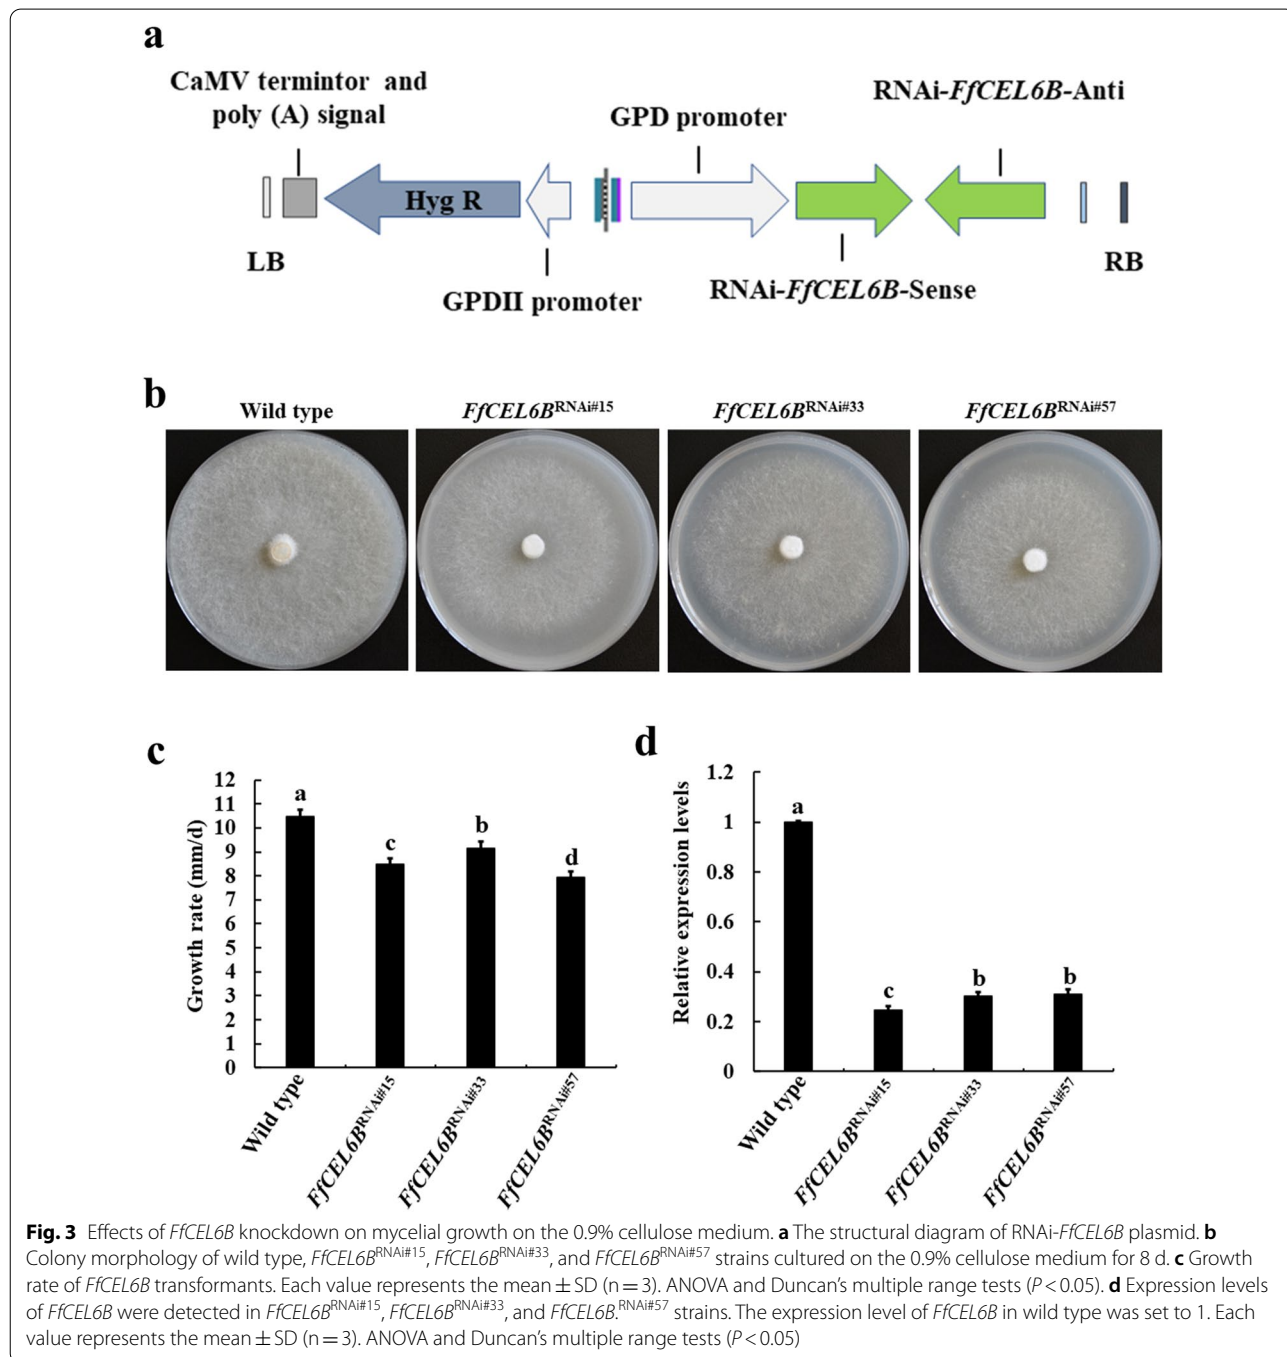 a
CaMV termintor and
poly (A) signal
GPD promoter
RNAi-FfCEL6B-Anti
Hyg R
LB
GPDII promoter
RNAi-FfCEL6B-Sense
RB
b
Wild type
FfCEL6BRNAi#15
FfCEL6BRNAi#33
FfCEL6BRNAi#57
c
Growth rate (mm/d)
12
11
10
9
8
7
6
5
4
3
2
1
0
a
c
b
d
Wild type
FfCEL6BRNAi#15
FfCEL6BRNAi#33
FfCEL6BRNAi#57
d
Relative expression levels
1.2
1
0.8
0.6
0.4
0.2
0
a
c
b
b
Wild type
FfCEL6BRNAi#15
FfCEL6BRNAi#33
FfCEL6BRNAi#57
Fig. 3 Effects of FfCEL6B knockdown on mycelial growth on the 0.9% cellulose medium. a The structural diagram of RNAi-FfCEL6B plasmid. b
Colony morphology of wild type, FfCEL6BRNAi#15, FfCEL6BRNAi#33, and FfCEL6BRNAi#57 strains cultured on the 0.9% cellulose medium for 8 d. c Growth
rate of FfCEL6B transformants. Each value represents the mean ± SD (n = 3). ANOVA and Duncan's multiple range tests (P < 0.05). d Expression levels
of FfCEL6B were detected in FfCEL6BRNAi#15, FfCEL6BRNAi#33, and FfCEL6B.RNAi#57 strains. The expression level of FfCEL6B in wild type was set to 1. Each
value represents the mean ± SD (n = 3). ANOVA and Duncan's multiple range tests (P < 0.05)